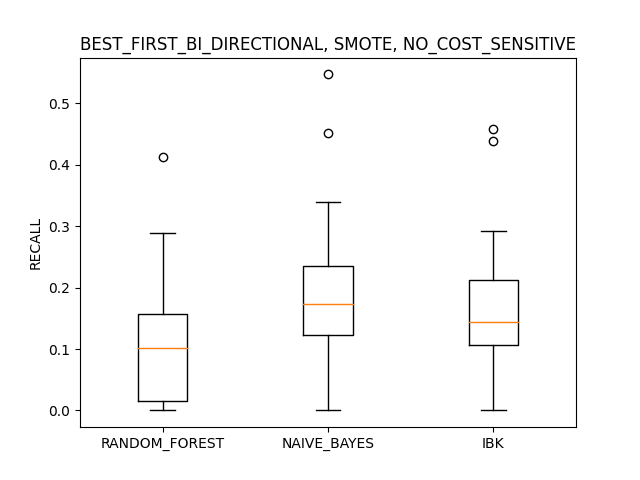 BEST_FIRST_BI_DIRECTIONAL, SMOTE, NO_COST_SENSITIVE
RECALL
0.5
0.4
0.3
0.2
0.1
0.0
RANDOM_FOREST
NAIVE_BAYES
IBK